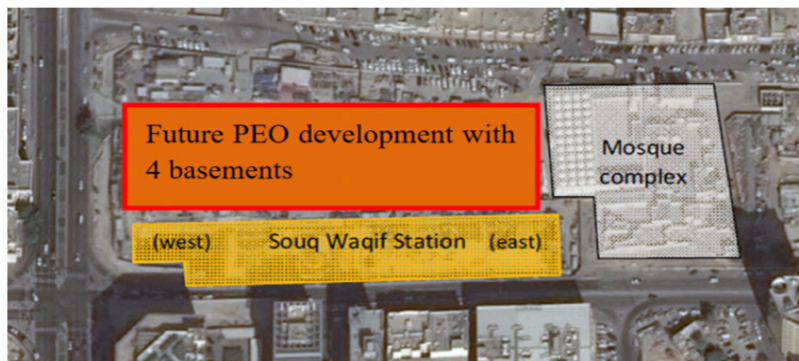 Future PEO development with
4 basements
Mosque
complex
(west) Souq Waqif Station (east)